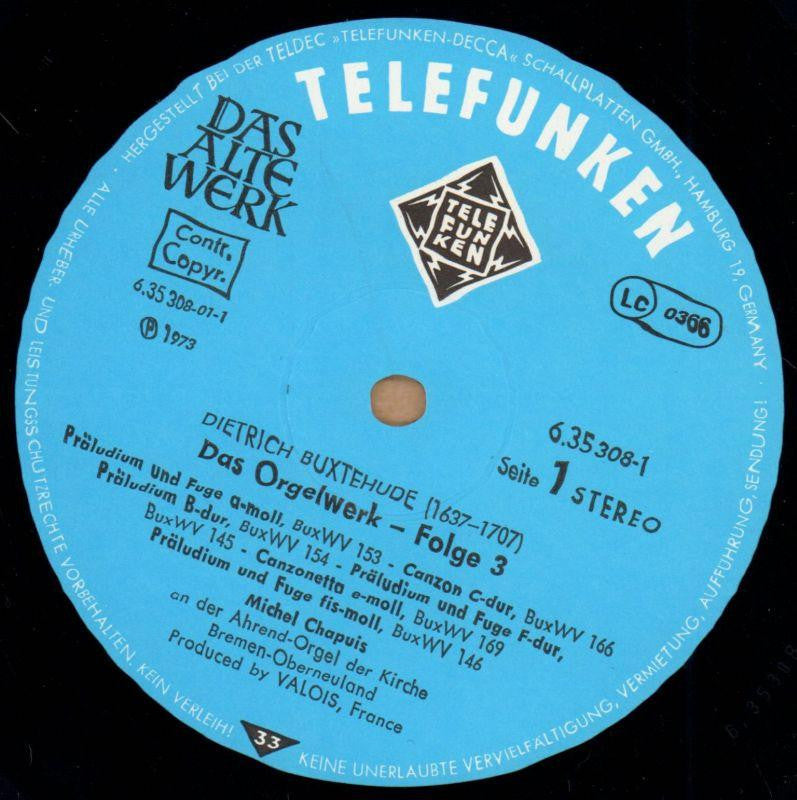 · HERGESTELLT BEI DER TELDEC »TELEFUNKEN-DECCA« SCHALLPLATTEN GMBH., HAMBURG 19, GERMANY ·
TELEFUNKEN
DAS
ALTE
WERK
TELE
FUN
KEN
Contr.
Copyr.
6.35 308-01-1
Ⓟ 1973
LC 0366
6.35 308-1
Seite 1 STEREO
DIETRICH BUXTEHUDE (1637–1707)
Das Orgelwerk – Folge 3
Präludium und Fuge a-moll, BuxWV 153 - Canzon C-dur, BuxWV 166
Präludium B-dur, BuxWV 154 - Präludium und Fuge F-dur,
BuxWV 145 - Canzonetta e-moll, BuxWV 169
Präludium und Fuge fis-moll, BuxWV 146
Michel Chapuis
an der Ahrend-Orgel der Kirche
Bremen-Oberneuland
Produced by VALOIS, France
33
ALLE URHEBER- UND LEISTUNGSSCHUTZRECHTE VORBEHALTEN. KEIN VERLEIH!
KEINE UNERLAUBTE VERVIELFÄLTIGUNG, VERMIETUNG, AUFFÜHRUNG, SENDUNG!